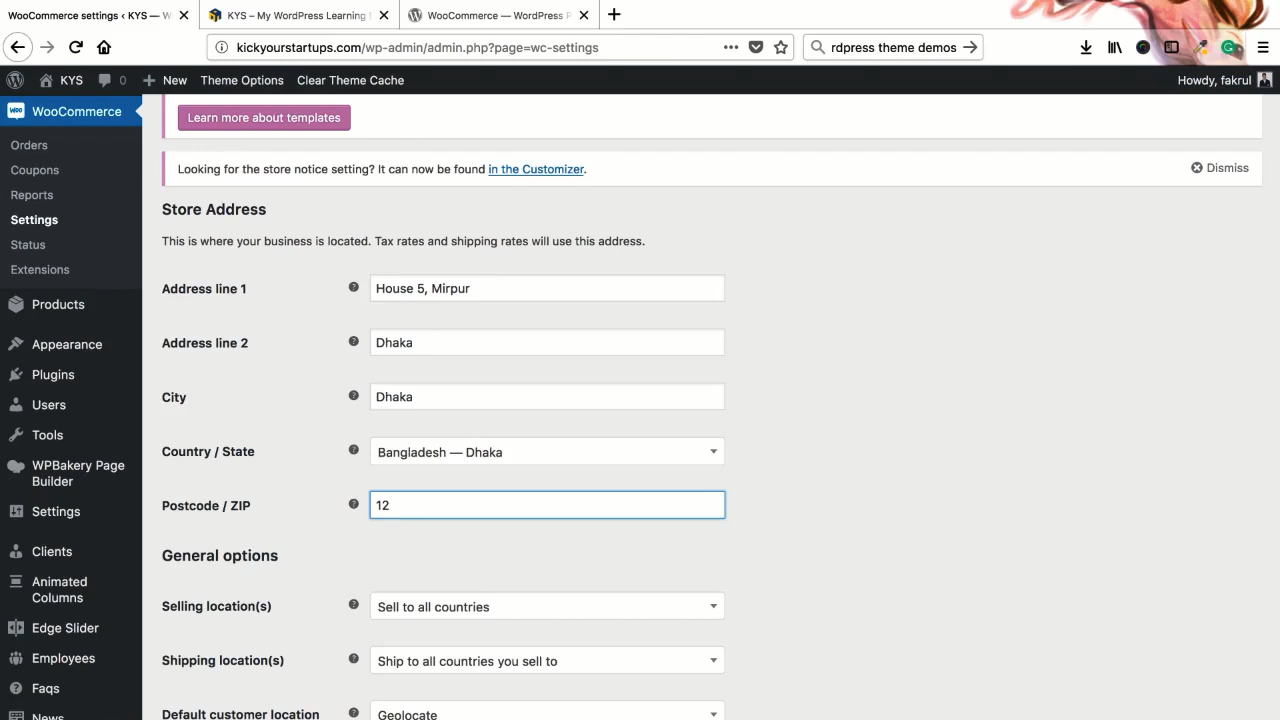 WooCommerce settings ‹ KYS — W
KYS – My WordPress Learning
WooCommerce — WordPress P
kickyourstartups.com/wp-admin/admin.php?page=wc-settings
rdpress theme demos
KYS
0
New
Theme Options
Clear Theme Cache
Howdy, fakrul
WooCommerce
Orders
Coupons
Reports
Settings
Status
Extensions
Products
Appearance
Plugins
Users
Tools
WPBakery Page
Builder
Settings
Clients
Animated
Columns
Edge Slider
Employees
Faqs
News
Learn more about templates
Looking for the store notice setting? It can now be found in the Customizer.
Dismiss
Store Address
This is where your business is located. Tax rates and shipping rates will use this address.
Address line 1
House 5, Mirpur
Address line 2
Dhaka
City
Dhaka
Country / State
Bangladesh — Dhaka
Postcode / ZIP
12
General options
Selling location(s)
Sell to all countries
Shipping location(s)
Ship to all countries you sell to
Default customer location
Geolocate